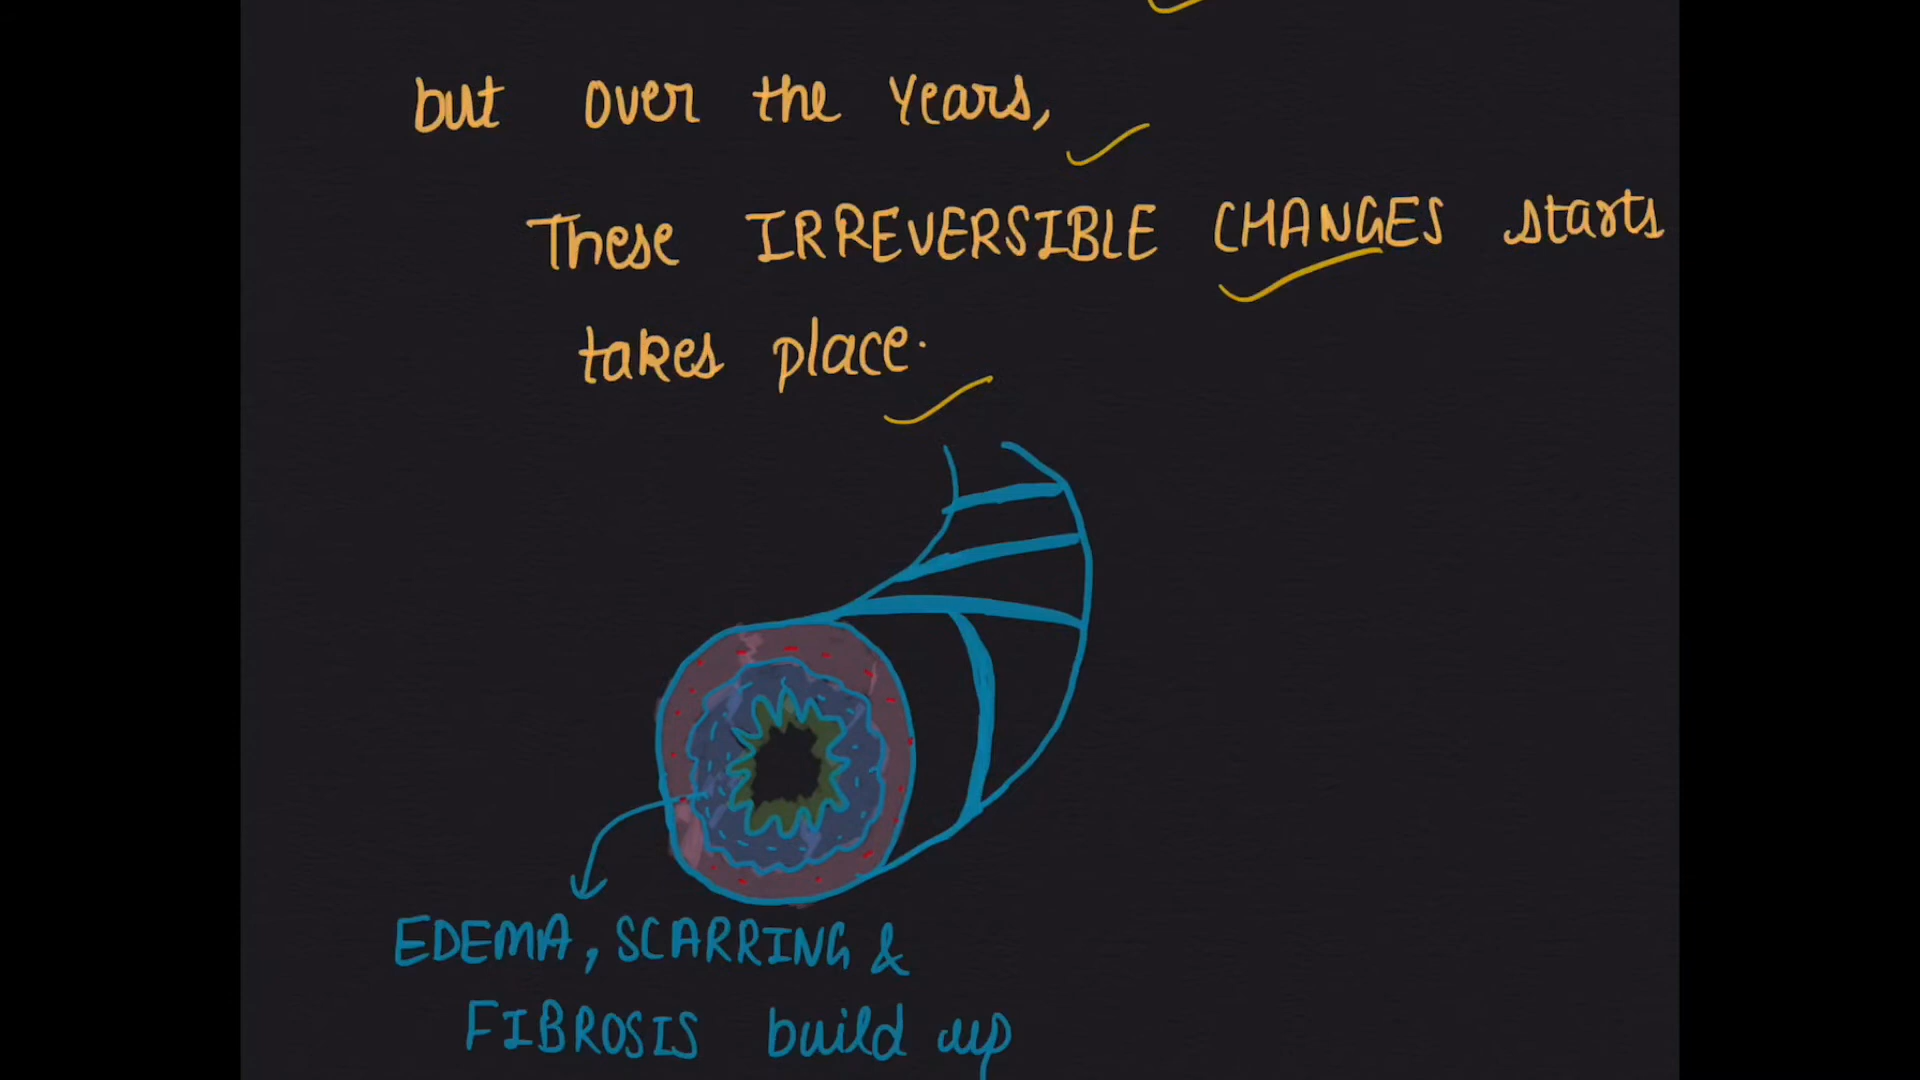 but over the Years,
These IRREVERSIBLE CHANGES starts
takes place.
EDEMA, SCARRING &
FIBROSIS build up